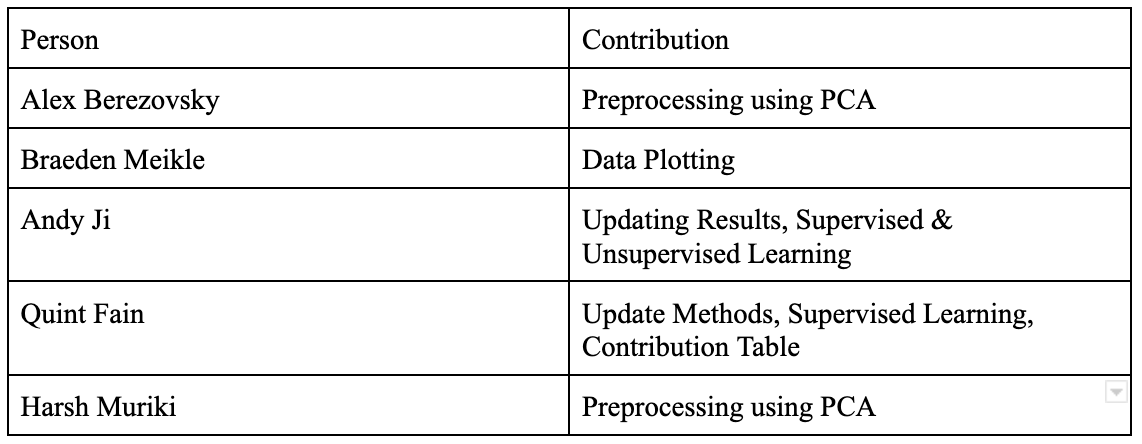 Person
Contribution
Alex Berezovsky
Preprocessing using PCA
Braeden Meikle
Data Plotting
Andy Ji
Updating Results, Supervised &
Unsupervised Learning
Quint Fain
Update Methods, Supervised Learning,
Contribution Table
Harsh Muriki
Preprocessing using PCA